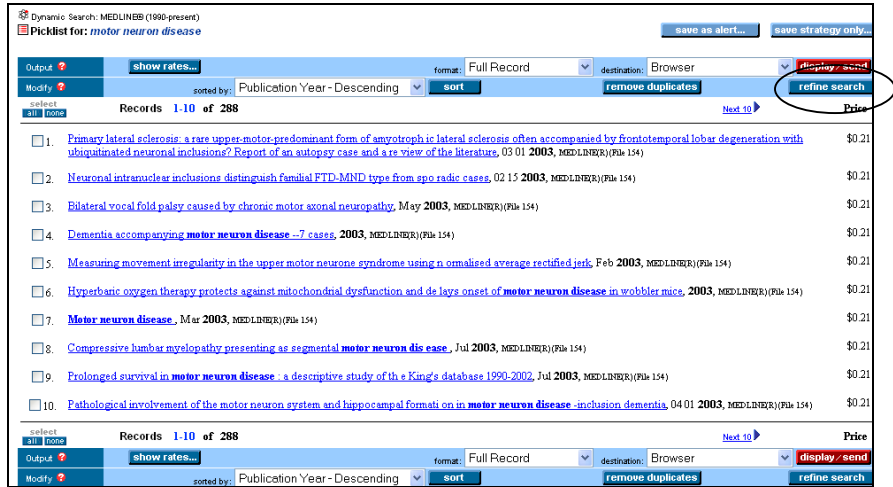 Dynamic Search: MEDLINE® (1990-present)
Picklist for: motor neuron disease
save as alert... save strategy only...
Output ? show rates... format: Full Record destination: Browser display/send
Modify ? sorted by: Publication Year - Descending sort remove duplicates refine search
select
all none Records 1-10 of 288 Next 10 Price
1. Primary lateral sclerosis: a rare upper-motor-predominant form of amyotroph ic lateral sclerosis often accompanied by frontotemporal lobar degeneration with $0.21
ubiquitinated neuronal inclusions? Report of an autopsy case and a re view of the literature, 03 01 2003, MEDLINE(R)(File 154)
2. Neuronal intranuclear inclusions distinguish familial FTD-MND type from spo radic cases, 02 15 2003, MEDLINE(R)(File 154) $0.21
3. Bilateral vocal fold palsy caused by chronic motor axonal neuropathy, May 2003, MEDLINE(R)(File 154) $0.21
4. Dementia accompanying motor neuron disease --7 cases, 2003, MEDLINE(R)(File 154) $0.21
5. Measuring movement irregularity in the upper motor neurone syndrome using n ormalised average rectified jerk, Feb 2003, MEDLINE(R)(File 154) $0.21
6. Hyperbaric oxygen therapy protects against mitochondrial dysfunction and de lays onset of motor neuron disease in wobbler mice, 2003, MEDLINE(R)(File 154) $0.21
7. Motor neuron disease , Mar 2003, MEDLINE(R)(File 154) $0.21
8. Compressive lumbar myelopathy presenting as segmental motor neuron dis ease , Jul 2003, MEDLINE(R)(File 154) $0.21
9. Prolonged survival in motor neuron disease : a descriptive study of th e King's database 1990-2002, Jul 2003, MEDLINE(R)(File 154) $0.21
10. Pathological involvement of the motor neuron system and hippocampal formati on in motor neuron disease -inclusion dementia, 04 01 2003, MEDLINE(R)(File 154) $0.21
select
all none Records 1-10 of 288 Next 10 Price
Output ? show rates... format: Full Record destination: Browser display/send
Modify ? sorted by: Publication Year - Descending sort remove duplicates refine search